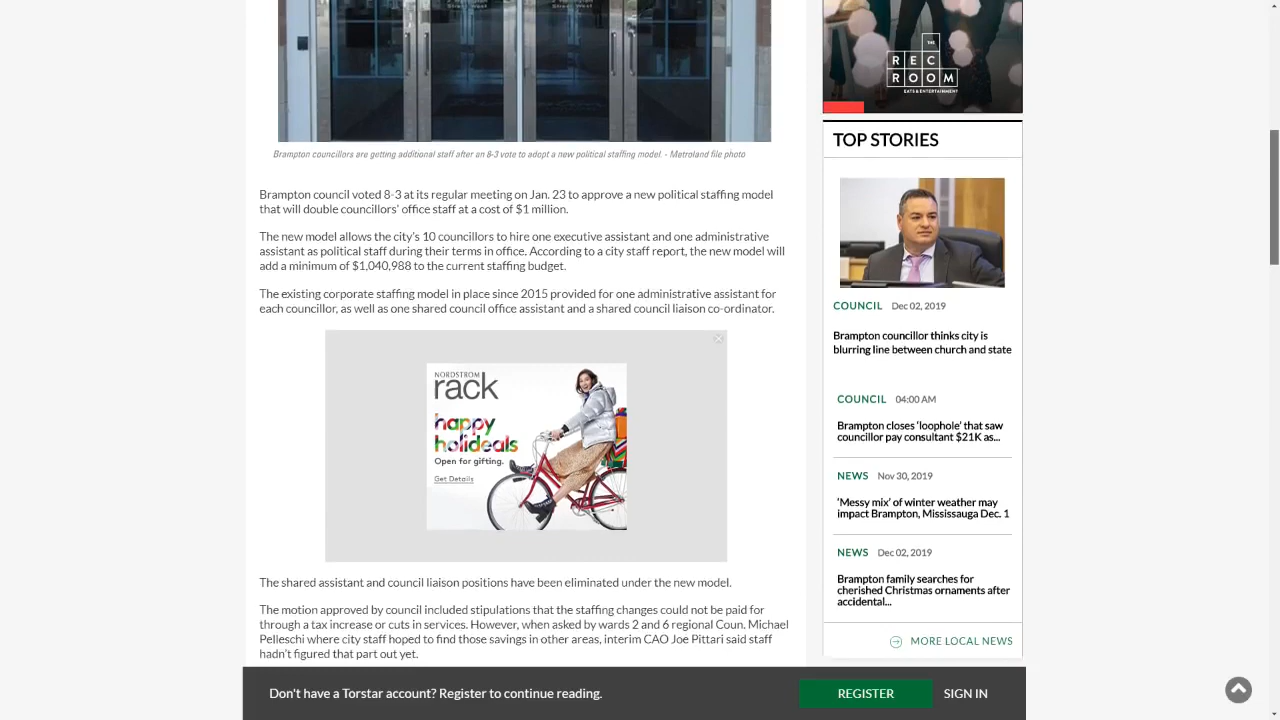 THE
REC
ROOM
EATS & ENTERTAINMENT
Brampton councillors are getting additional staff after an 8-3 vote to adopt a new political staffing model. - Metroland file photo
Brampton council voted 8-3 at its regular meeting on Jan. 23 to approve a new political staffing model
that will double councillors' office staff at a cost of $1 million.
The new model allows the city's 10 councillors to hire one executive assistant and one administrative
assistant as political staff during their terms in office. According to a city staff report, the new model will
add a minimum of $1,040,988 to the current staffing budget.
The existing corporate staffing model in place since 2015 provided for one administrative assistant for
each councillor, as well as one shared council office assistant and a shared council liaison co-ordinator.
NORDSTROM
rack
happy
holideals
Open for gifting.
Get Details
The shared assistant and council liaison positions have been eliminated under the new model.
The motion approved by council included stipulations that the staffing changes could not be paid for
through a tax increase or cuts in services. However, when asked by wards 2 and 6 regional Coun. Michael
Pelleschi where city staff hoped to find those savings in other areas, interim CAO Joe Pittari said staff
hadn't figured that part out yet.
TOP STORIES
COUNCIL Dec 02, 2019
Brampton councillor thinks city is
blurring line between church and state
COUNCIL 04:00 AM
Brampton closes 'loophole' that saw
councillor pay consultant $21K as...
NEWS Nov 30, 2019
'Messy mix' of winter weather may
impact Brampton, Mississauga Dec. 1
NEWS Dec 02, 2019
Brampton family searches for
cherished Christmas ornaments after
accidental...
MORE LOCAL NEWS
Don't have a Torstar account? Register to continue reading.
REGISTER
SIGN IN